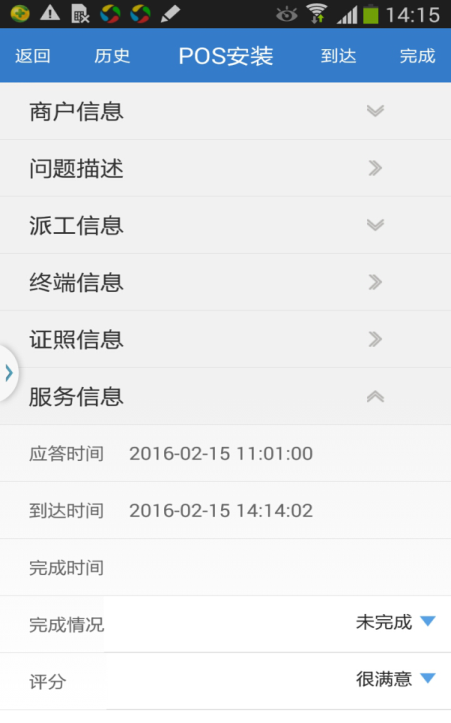 14:15
返回 历史 POS安装 到达 完成
商户信息
问题描述
派工信息
终端信息
证照信息
服务信息
应答时间 2016-02-15 11:01:00
到达时间 2016-02-15 14:14:02
完成时间
完成情况 未完成
评分 很满意